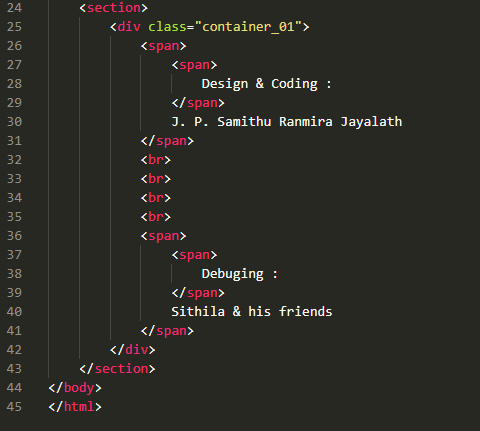 24 <section>
25 <div class="container_01">
26 <span>
27 <span>
28 Design & Coding :
29 </span>
30 J. P. Samithu Ranmira Jayalath
31 </span>
32 <br>
33 <br>
34 <br>
35 <br>
36 <span>
37 <span>
38 Debuging :
39 </span>
40 Sithila & his friends
41 </span>
42 </div>
43 </section>
44 </body>
45 </html>